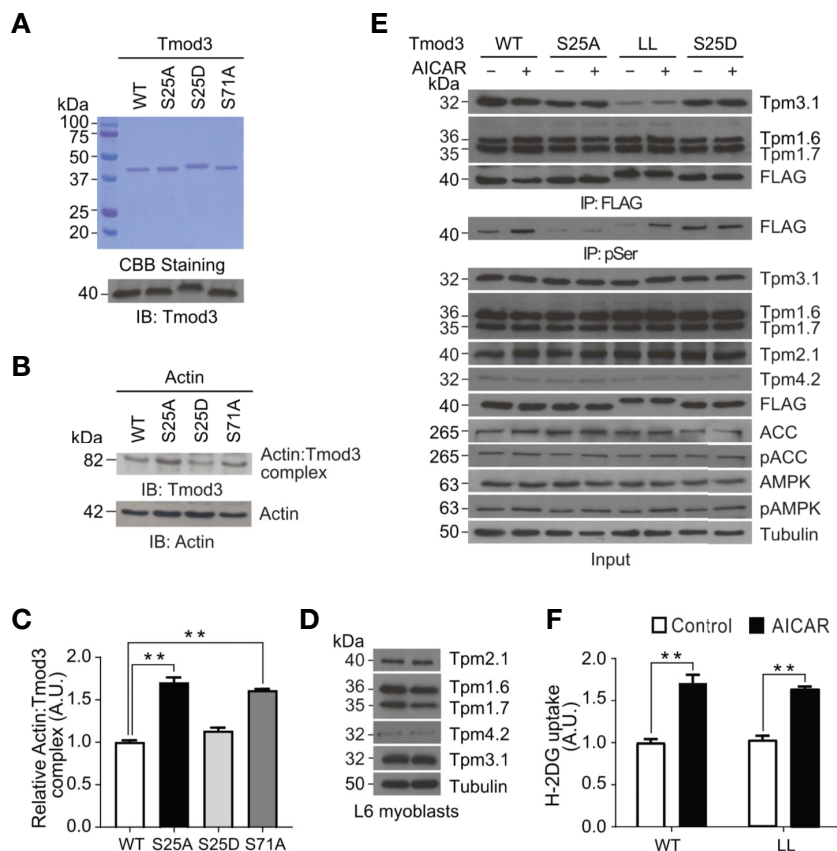 A
Tmod3
WT S25A S25D S71A
kDa
100
75
50
37
25
20
CBB Staining
40
IB: Tmod3
B
Actin
WT S25A S25D S71A
kDa
82 Actin:Tmod3 complex
IB: Tmod3
42 Actin
IB: Actin
C
** **
Relative Actin:Tmod3
complex (A.U.)
2.0
1.5
1.0
0.5
0.0
WT S25A S25D S71A
D
kDa
40 Tpm2.1
36 Tpm1.6
35 Tpm1.7
32 Tpm4.2
32 Tpm3.1
50 Tubulin
L6 myoblasts
E
Tmod3 WT S25A LL S25D
AICAR − + − + − + − +
kDa
32 Tpm3.1
36 Tpm1.6
35 Tpm1.7
40 FLAG
IP: FLAG
40 FLAG
IP: pSer
32 Tpm3.1
36 Tpm1.6
35 Tpm1.7
40 Tpm2.1
32 Tpm4.2
40 FLAG
265 ACC
265 pACC
63 AMPK
63 pAMPK
50 Tubulin
Input
F
Control AICAR
** **
H-2DG uptake
(A.U.)
2.0
1.5
1.0
0.5
0.0
WT LL